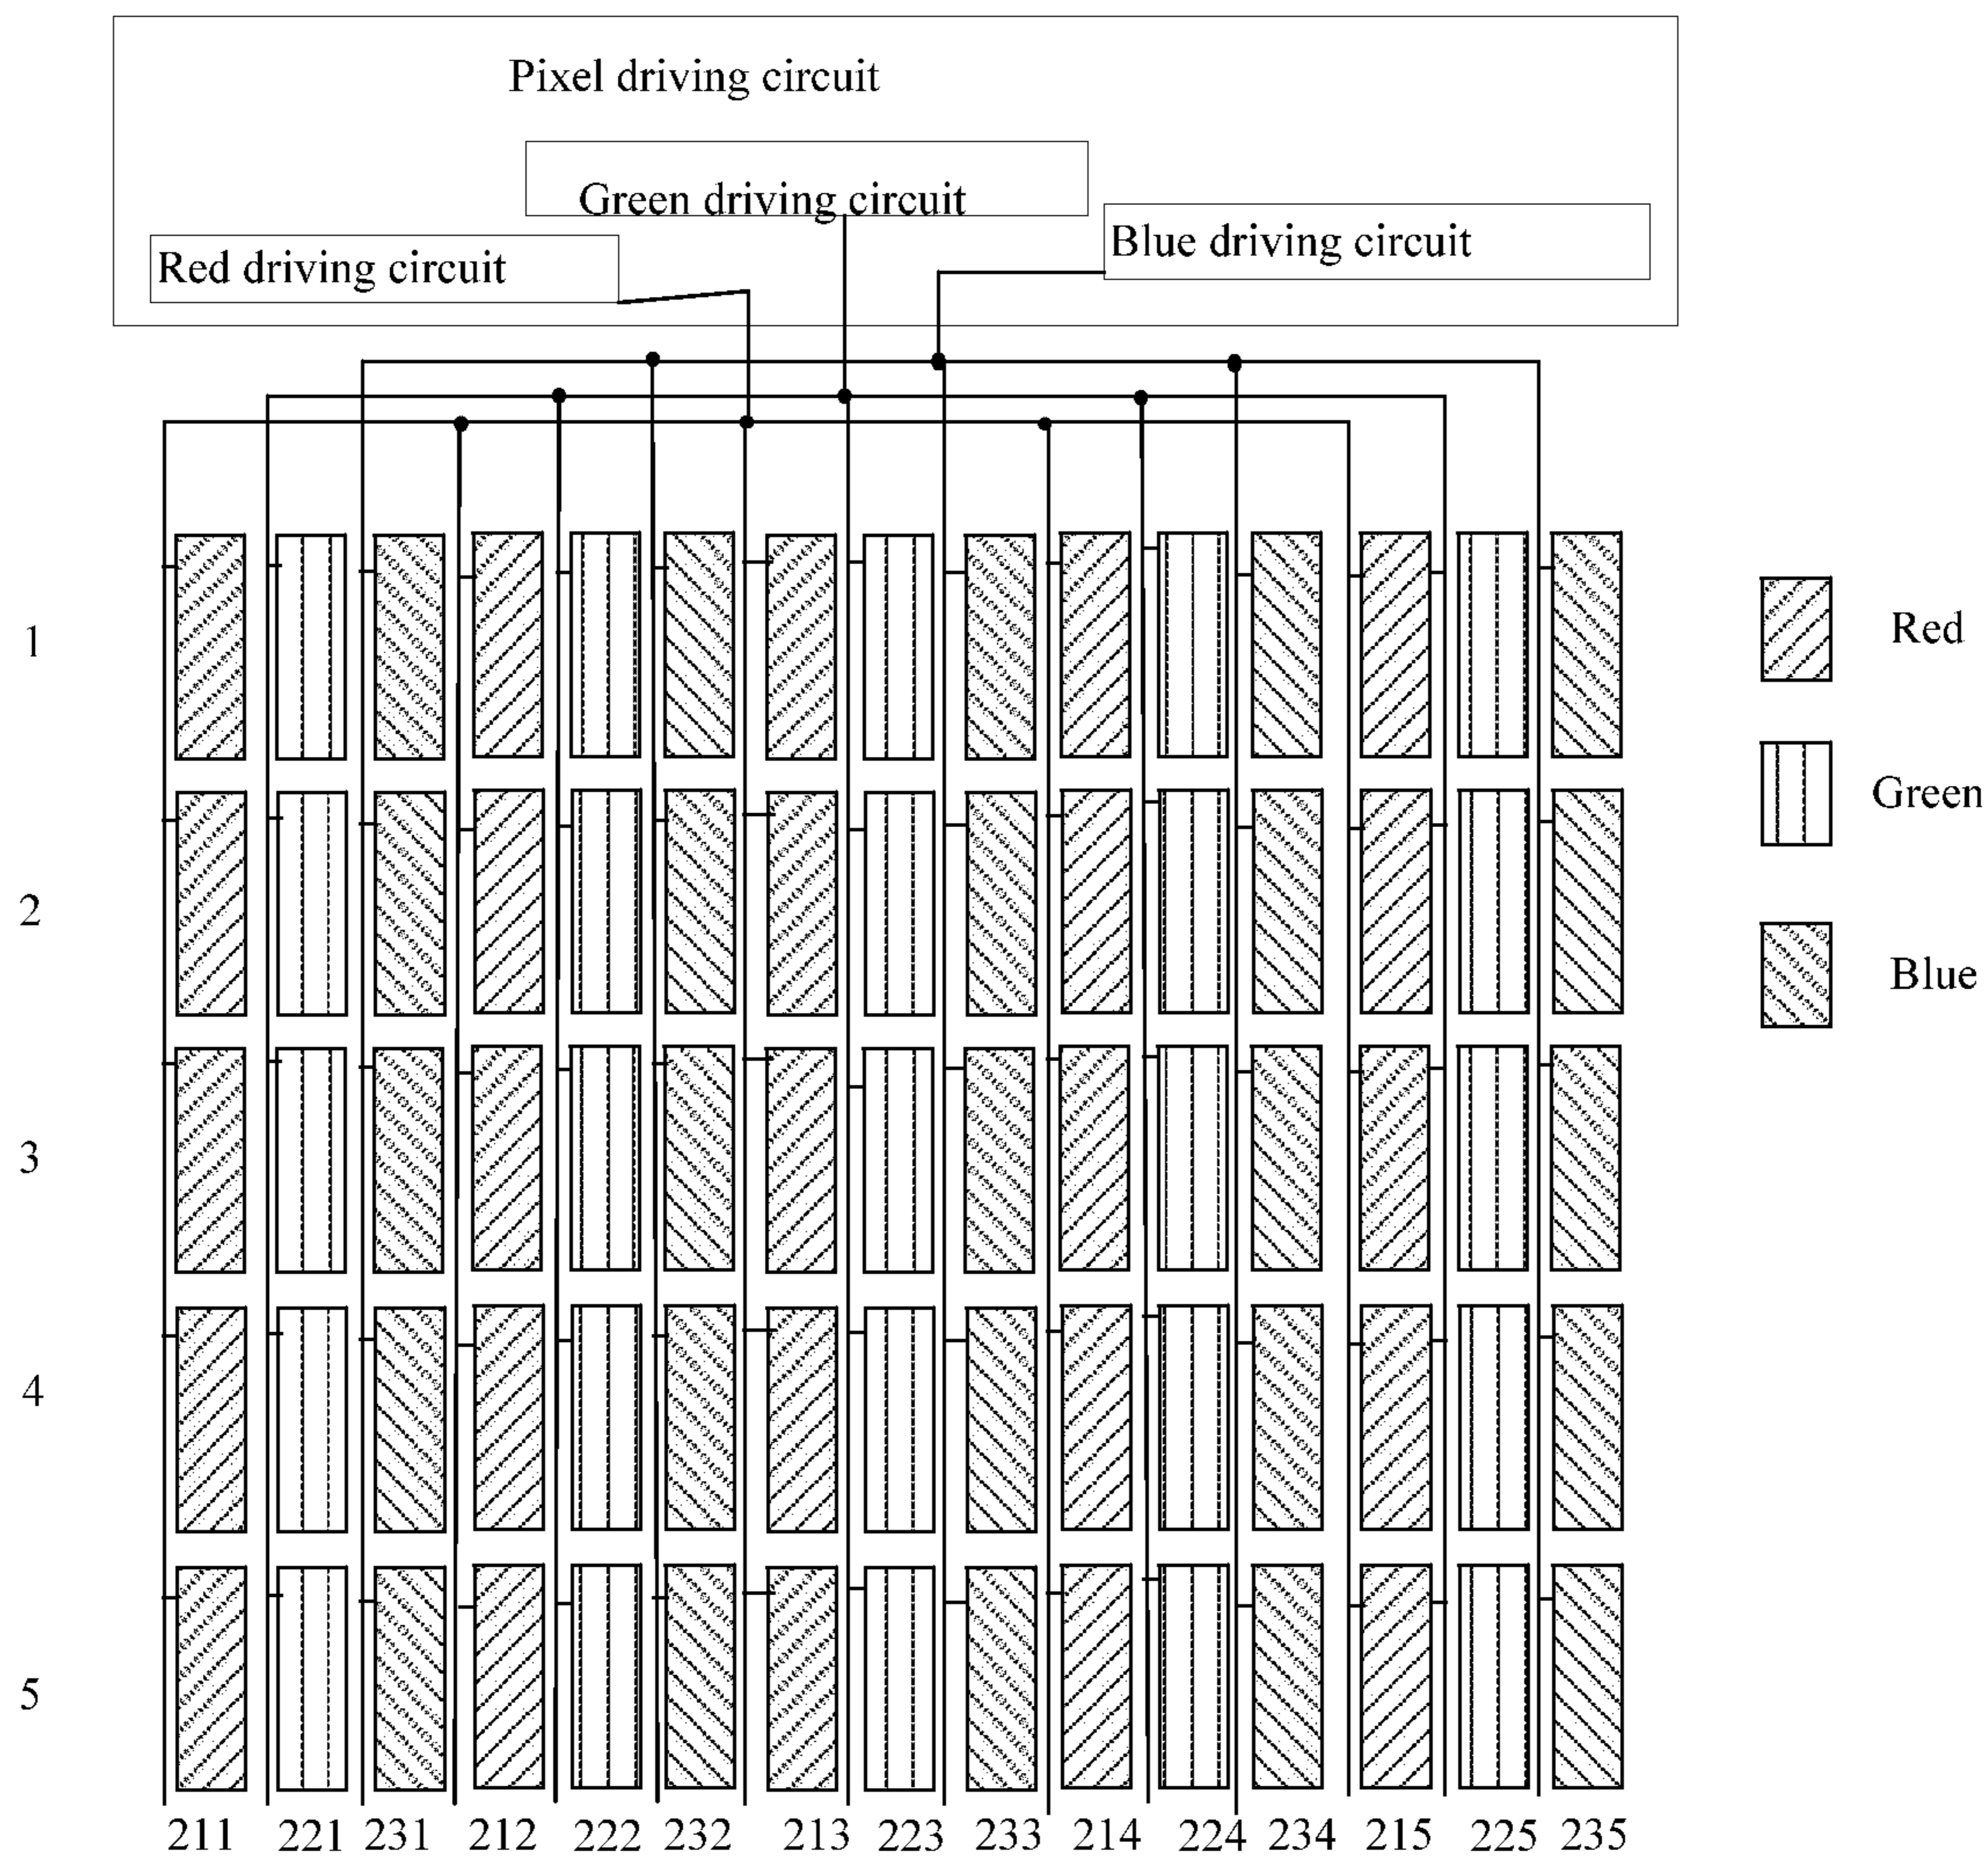 Pixel driving circuit
Green driving circuit
Blue driving circuit
Red driving circuit
1
Red
Green
2
Blue
3
4
5
211 221 231 212 222 232 213 223 233 214 224 234 215 225 235